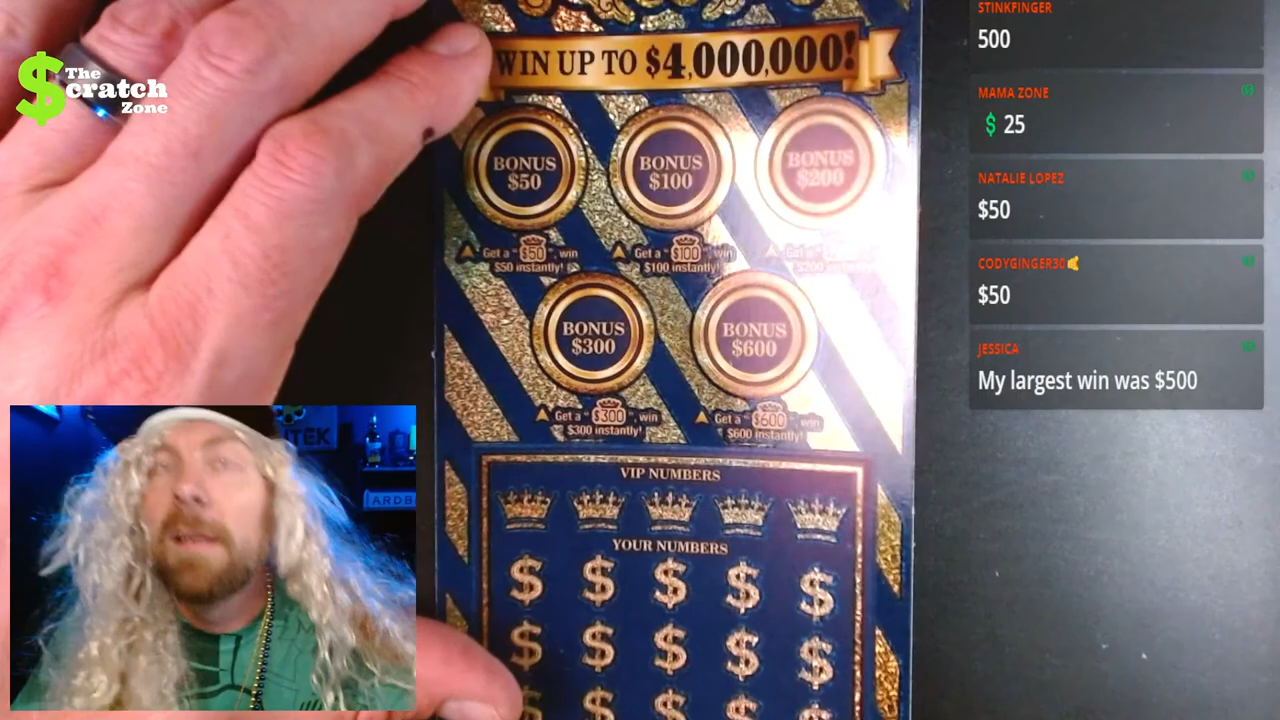 The
$cratch
Zone
WIN UP TO $4,000,000!
BONUS
$50
BONUS
$100
BONUS
$200
Get a "$50", win
$50 instantly!
Get a "$100", win
$100 instantly!
BONUS
$300
BONUS
$600
Get a "$300", win
$300 instantly!
Get a "$600", win
$600 instantly!
VIP NUMBERS
YOUR NUMBERS
$ $ $ $ $
$ $ $ $ $
STINKFINGER
500
MAMA ZONE
$ 25
NATALIE LOPEZ
$50
CODYGINGER30
$50
JESSICA
My largest win was $500
ITEK
ARDB